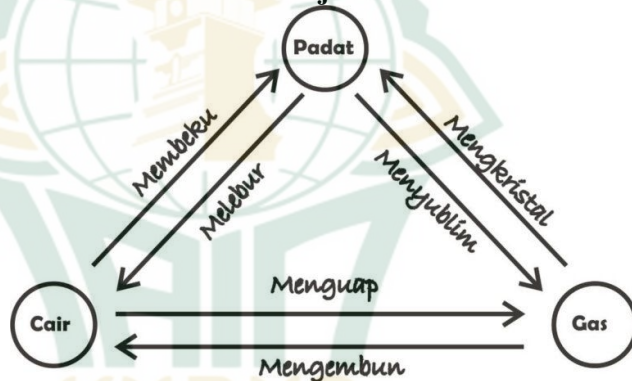 Padat
Membeku
Melebur
Menyublim
Mengkristal
Menguap
Cair
Gas
Mengembun